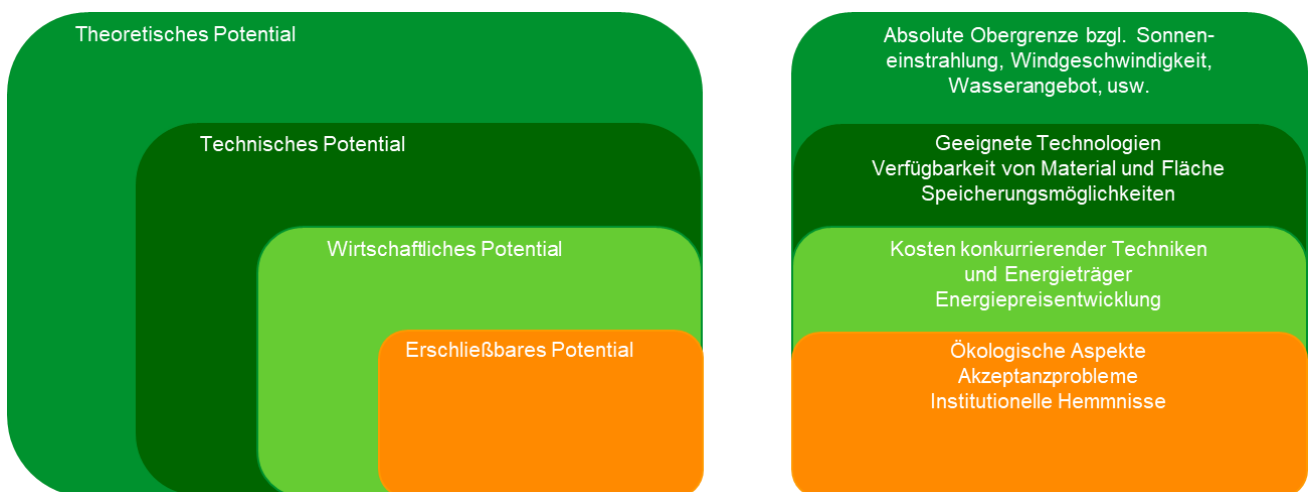 Theoretisches Potential
Absolute Obergrenze bzgl. Sonnen-
einstrahlung, Windgeschwindigkeit,
Wasserangebot, usw.
Technisches Potential
Geeignete Technologien
Verfügbarkeit von Material und Fläche
Speicherungsmöglichkeiten
Wirtschaftliches Potential
Kosten konkurrierender Techniken
und Energieträger
Energiepreisentwicklung
Erschließbares Potential
Ökologische Aspekte
Akzeptanzprobleme
Institutionelle Hemmnisse